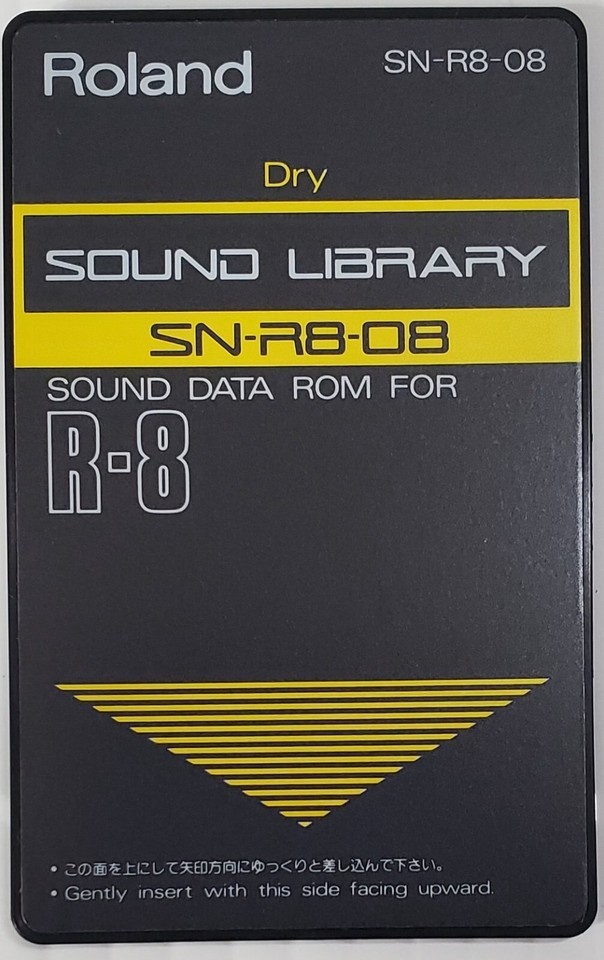 Roland
SN-R8-08
Dry
SOUND LIBRARY
SN-R8-08
SOUND DATA ROM FOR
R-8
• この面を上にして矢印方向にゆっくりと差し込んで下さい。
• Gently insert with this side facing upward.